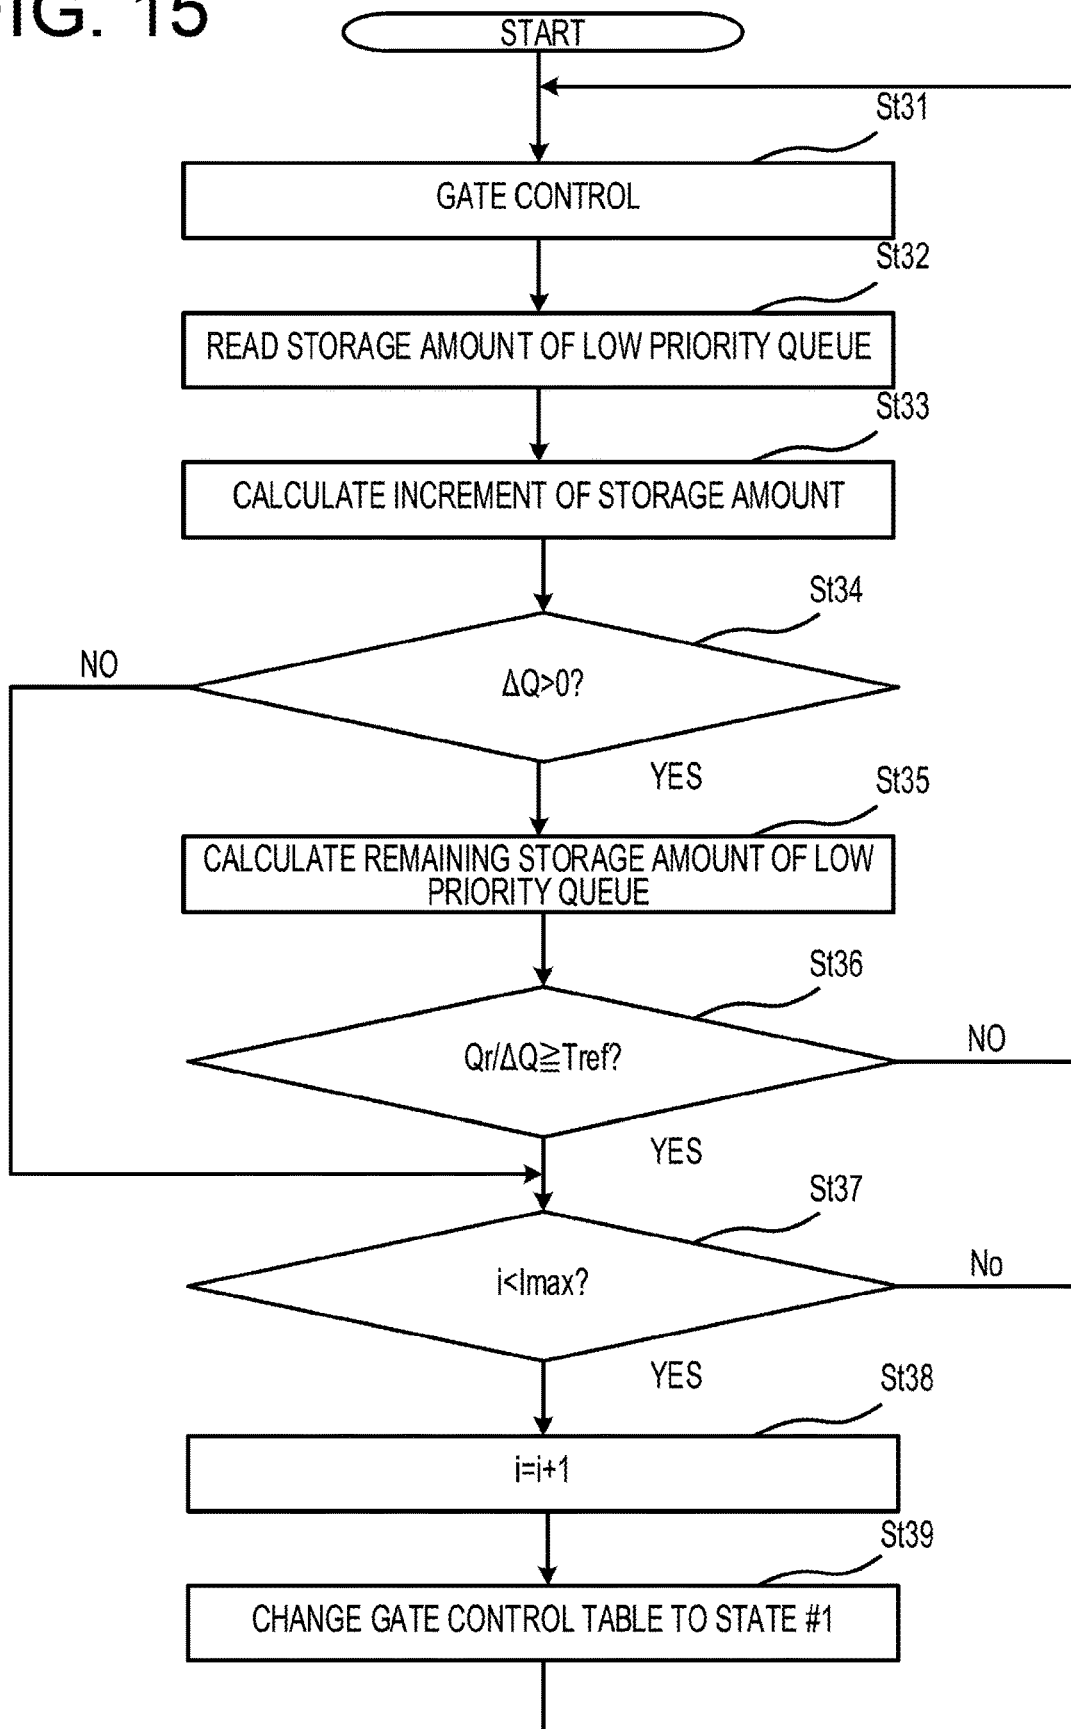 FIG. 15
START
St31
GATE CONTROL
St32
READ STORAGE AMOUNT OF LOW PRIORITY QUEUE
St33
CALCULATE INCREMENT OF STORAGE AMOUNT
St34
NO
ΔQ>0?
YES
St35
CALCULATE REMAINING STORAGE AMOUNT OF LOW
PRIORITY QUEUE
St36
Qr/ΔQ≧Tref?
NO
YES
St37
i<Imax?
No
YES
St38
i=i+1
St39
CHANGE GATE CONTROL TABLE TO STATE #1